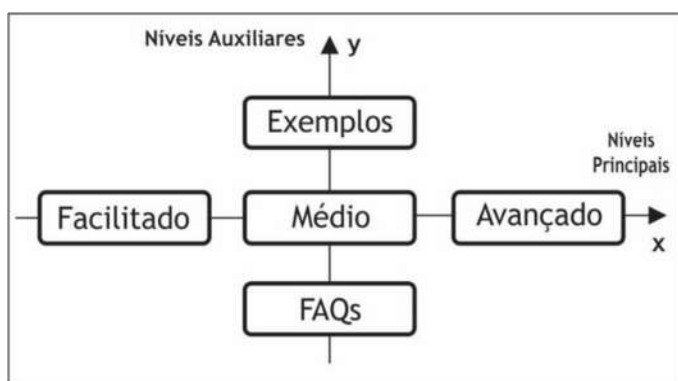 Níveis Auxiliares
y
Exemplos
Níveis
Principais
Facilitado
Médio
Avançado
x
FAQs